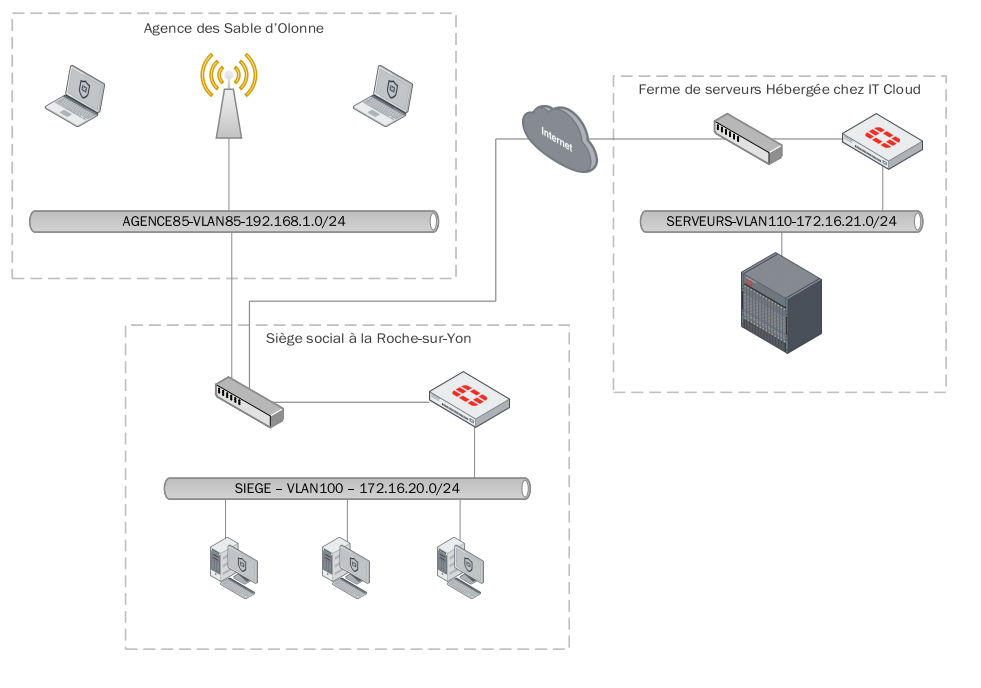 Agence des Sable d'Olonne
AGENCE85-VLAN85-192.168.1.0/24
Internet
Ferme de serveurs Hébergée chez IT Cloud
SERVEURS-VLAN110-172.16.21.0/24
Siège social à la Roche-sur-Yon
SIEGE – VLAN100 – 172.16.20.0/24